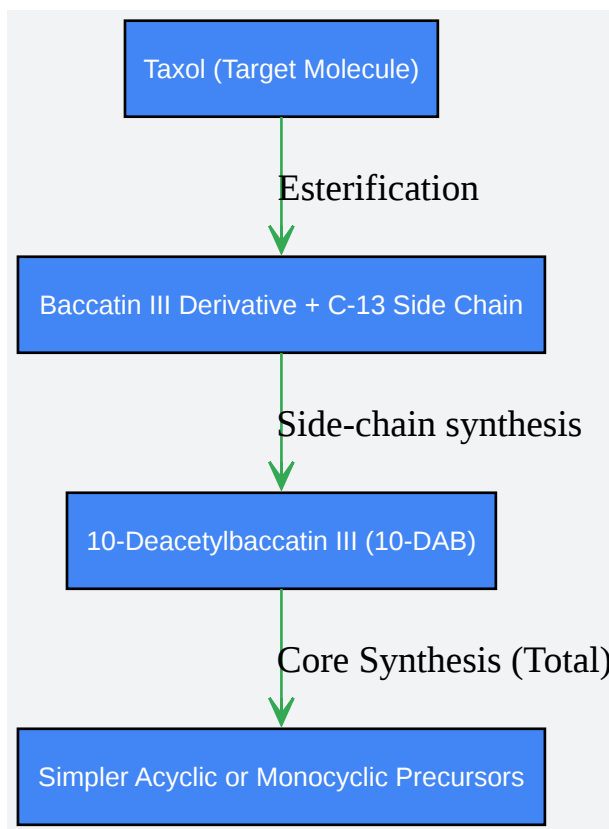 Taxol (Target Molecule)
Esterification
Baccatin III Derivative + C-13 Side Chain
Side-chain synthesis
10-Deacetylbaccatin III (10-DAB)
Core Synthesis (Total)
Simpler Acyclic or Monocyclic Precursors